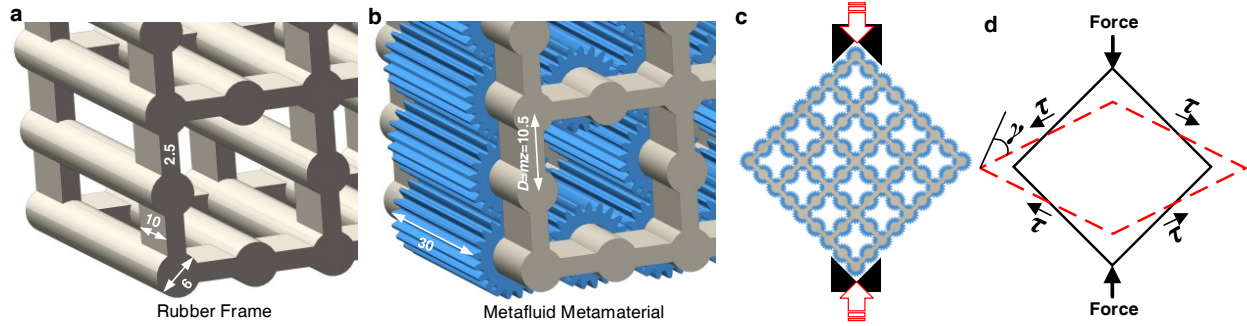 a
2.5
10
6
Rubber Frame
b
D=mz=10.5
30
Metafluid Metamaterial
c
d
Force
τ
τ
γ
τ
τ
Force